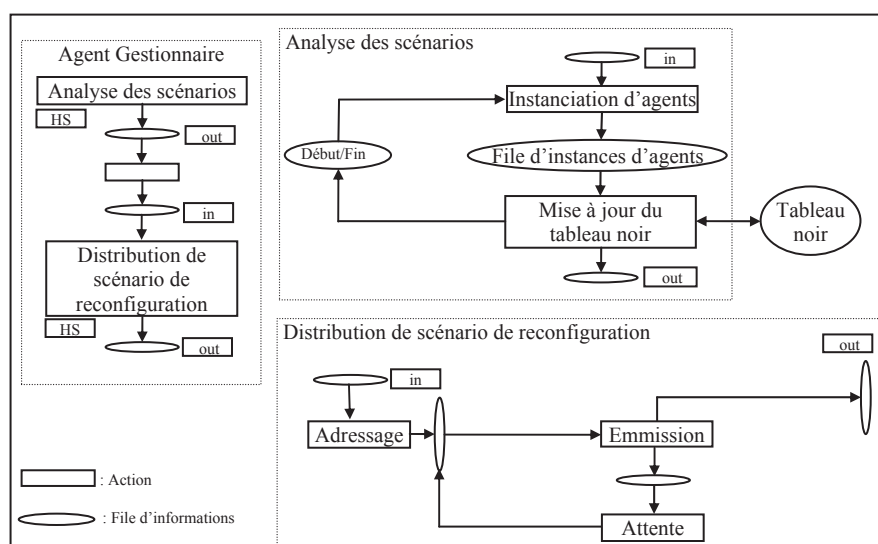 Agent Gestionnaire
Analyse des scénarios
HS
out
in
Distribution de
scénario de
reconfiguration
HS
out
: Action
: File d'informations
Analyse des scénarios
in
Instanciation d'agents
Début/Fin
File d'instances d'agents
Mise à jour du
tableau noir
Tableau
noir
out
Distribution de scénario de reconfiguration
out
in
Adressage
Emmission
Attente